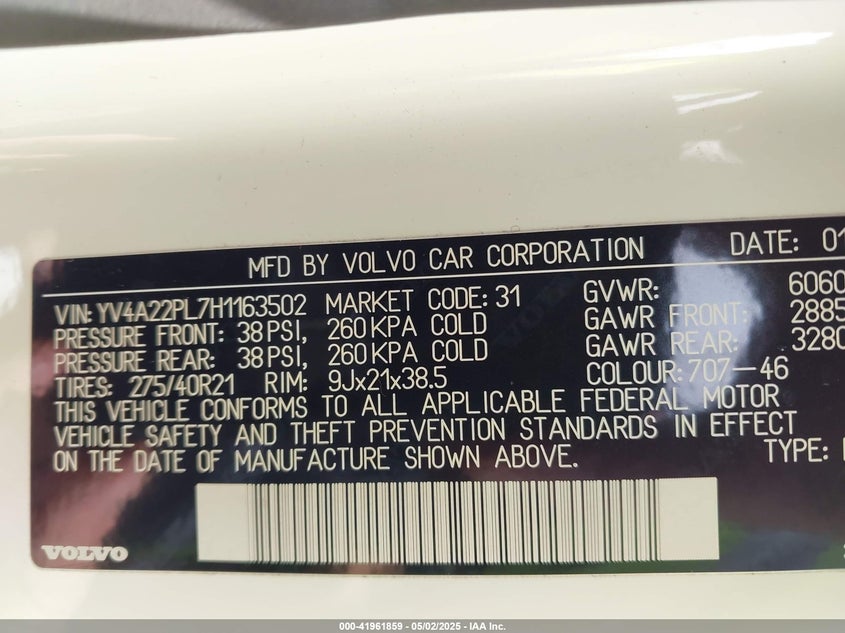 MFD BY VOLVO CAR CORPORATION DATE: 01
VIN: YV4A22PL7H1163502 MARKET CODE: 31 GVWR: 6060
PRESSURE FRONT: 38 PSI, 260 KPA COLD GAWR FRONT: 2885
PRESSURE REAR: 38 PSI, 260 KPA COLD GAWR REAR: 3280
TIRES: 275/40R21 RIM: 9Jx21x38.5 COLOUR: 707-46
THIS VEHICLE CONFORMS TO ALL APPLICABLE FEDERAL MOTOR
VEHICLE SAFETY AND THEFT PREVENTION STANDARDS IN EFFECT
ON THE DATE OF MANUFACTURE SHOWN ABOVE. TYPE:
VOLVO
000-41961859 - 05/02/2025 - IAA Inc.